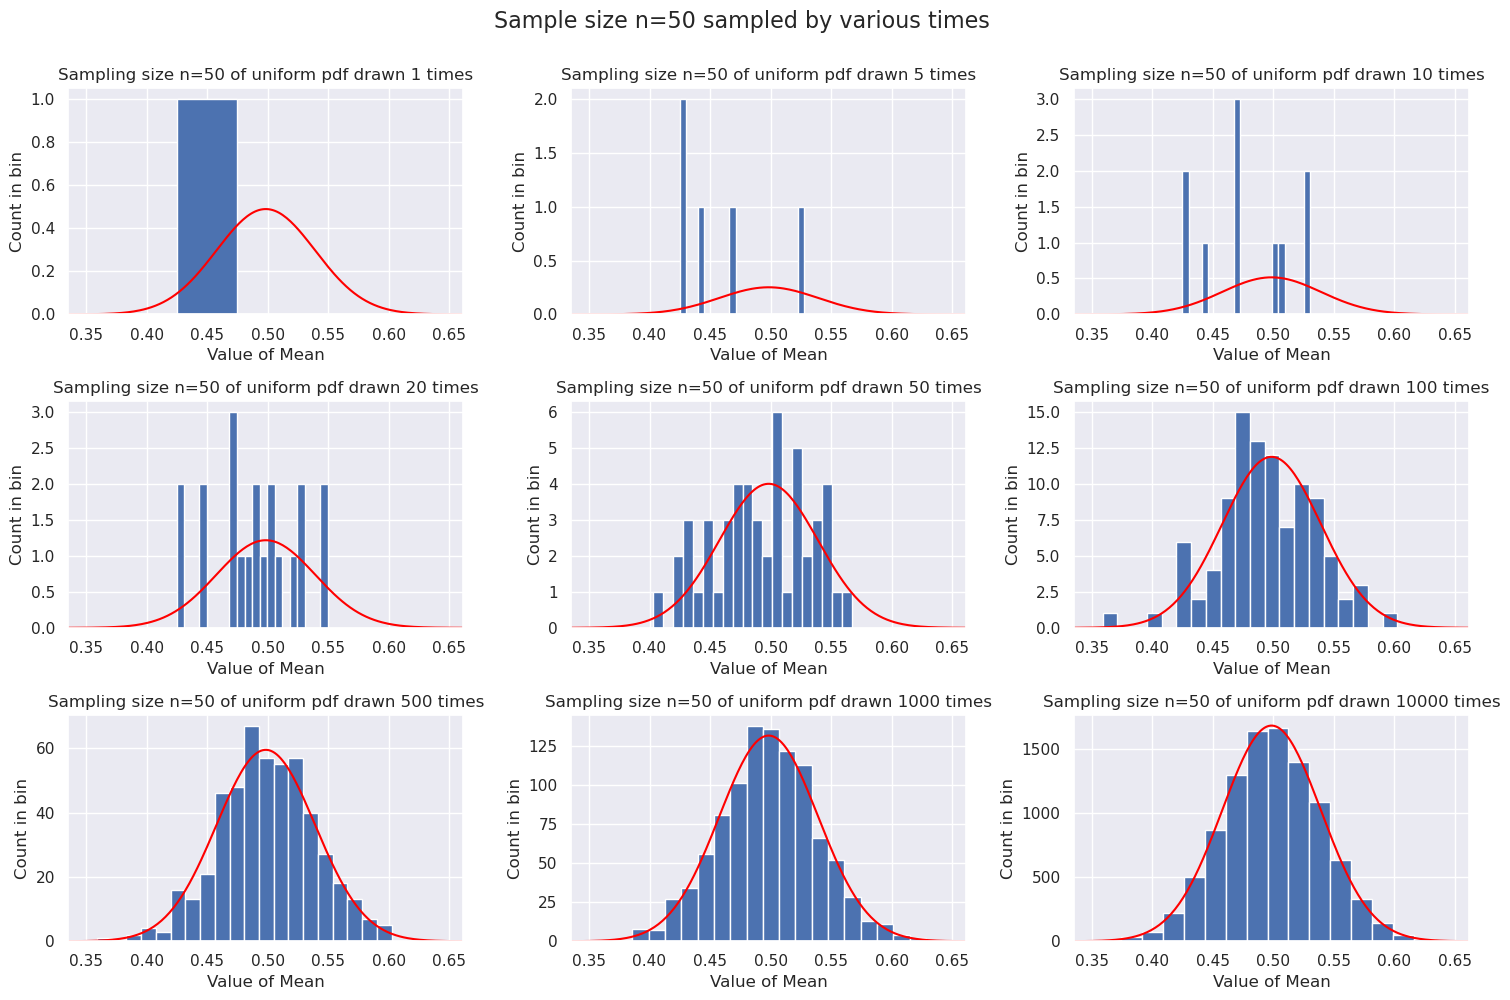 Sample size n=50 sampled by various times
Sampling size n=50 of uniform pdf drawn 1 times
1.0
0.8
0.6
0.4
0.2
0.0
Count in bin
0.35 0.40 0.45 0.50 0.55 0.60 0.65
Value of Mean
Sampling size n=50 of uniform pdf drawn 5 times
2.0
1.5
1.0
0.5
0.0
Count in bin
0.35 0.40 0.45 0.50 0.55 0.60 0.65
Value of Mean
Sampling size n=50 of uniform pdf drawn 10 times
3.0
2.5
2.0
1.5
1.0
0.5
0.0
Count in bin
0.35 0.40 0.45 0.50 0.55 0.60 0.65
Value of Mean
Sampling size n=50 of uniform pdf drawn 20 times
3.0
2.5
2.0
1.5
1.0
0.5
0.0
Count in bin
0.35 0.40 0.45 0.50 0.55 0.60 0.65
Value of Mean
Sampling size n=50 of uniform pdf drawn 50 times
6
5
4
3
2
1
0
Count in bin
0.35 0.40 0.45 0.50 0.55 0.60 0.65
Value of Mean
Sampling size n=50 of uniform pdf drawn 100 times
15.0
12.5
10.0
7.5
5.0
2.5
0.0
Count in bin
0.35 0.40 0.45 0.50 0.55 0.60 0.65
Value of Mean
Sampling size n=50 of uniform pdf drawn 500 times
60
40
20
0
Count in bin
0.35 0.40 0.45 0.50 0.55 0.60 0.65
Value of Mean
Sampling size n=50 of uniform pdf drawn 1000 times
125
100
75
50
25
0
Count in bin
0.35 0.40 0.45 0.50 0.55 0.60 0.65
Value of Mean
Sampling size n=50 of uniform pdf drawn 10000 times
1500
1000
500
0
Count in bin
0.35 0.40 0.45 0.50 0.55 0.60 0.65
Value of Mean